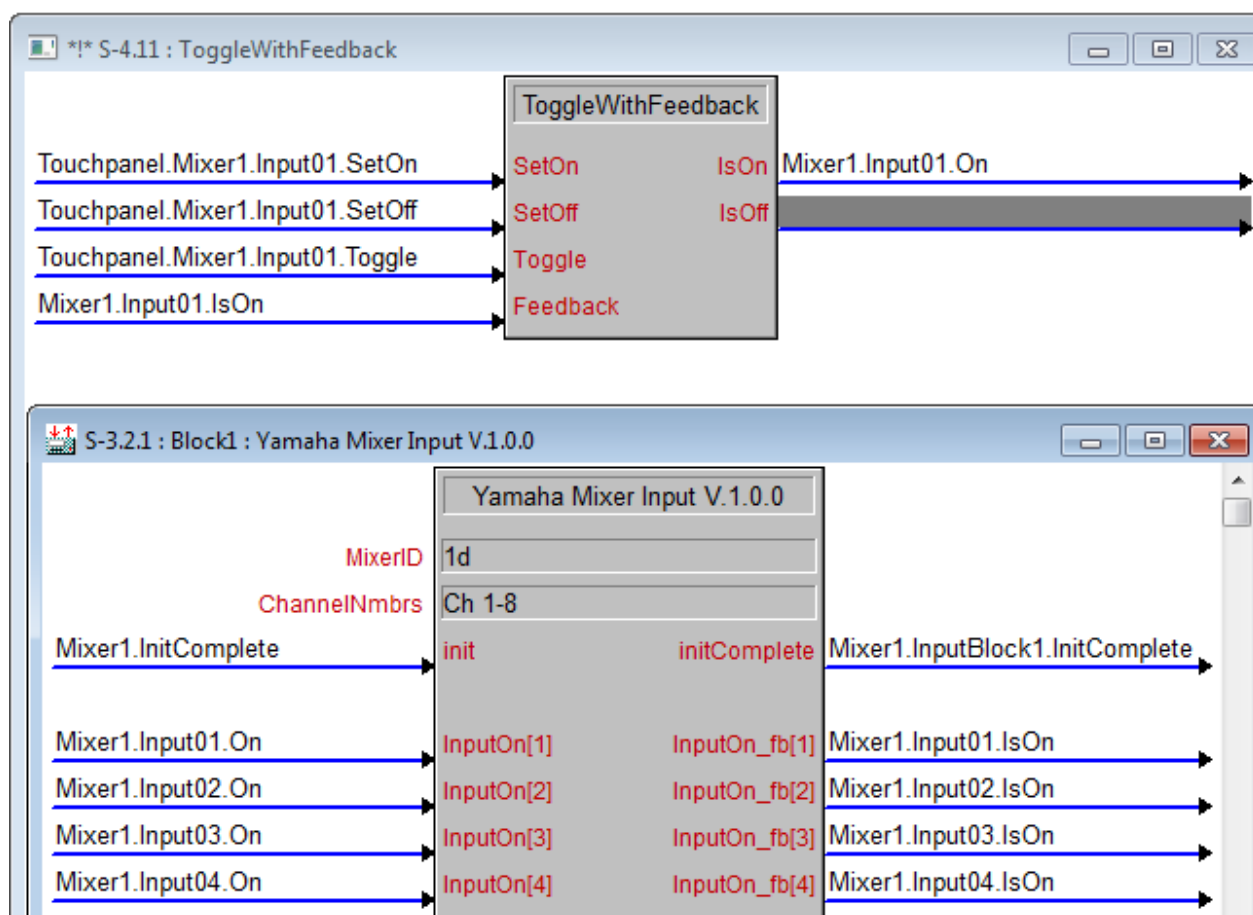 *!* S-4.11 : ToggleWithFeedback
ToggleWithFeedback
Touchpanel.Mixer1.Input01.SetOn SetOn IsOn Mixer1.Input01.On
Touchpanel.Mixer1.Input01.SetOff SetOff IsOff
Touchpanel.Mixer1.Input01.Toggle Toggle
Mixer1.Input01.IsOn Feedback
S-3.2.1 : Block1 : Yamaha Mixer Input V.1.0.0
Yamaha Mixer Input V.1.0.0
MixerID 1d
ChannelNmbrs Ch 1-8
Mixer1.InitComplete init initComplete Mixer1.InputBlock1.InitComplete
Mixer1.Input01.On InputOn[1] InputOn_fb[1] Mixer1.Input01.IsOn
Mixer1.Input02.On InputOn[2] InputOn_fb[2] Mixer1.Input02.IsOn
Mixer1.Input03.On InputOn[3] InputOn_fb[3] Mixer1.Input03.IsOn
Mixer1.Input04.On InputOn[4] InputOn_fb[4] Mixer1.Input04.IsOn